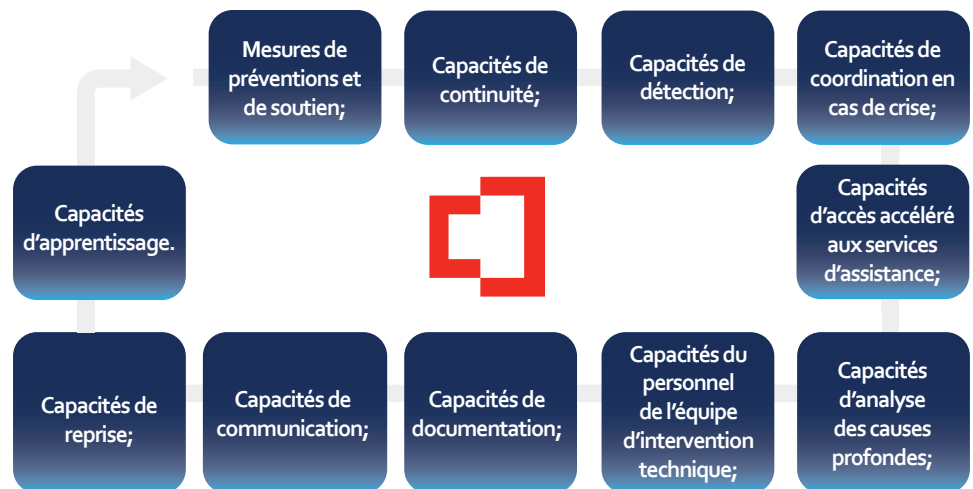 Mesures de
préventions et
de soutien;
Capacités de
continuité;
Capacités de
détection;
Capacités de
coordination en
cas de crise;
Capacités
d'accès accéléré
aux services
d'assistance;
Capacités
d'analyse
des causes
profondes;
Capacités du
personnel
de l'équipe
d'intervention
technique;
Capacités de
documentation;
Capacités de
communication;
Capacités de
reprise;
Capacités
d'apprentissage.